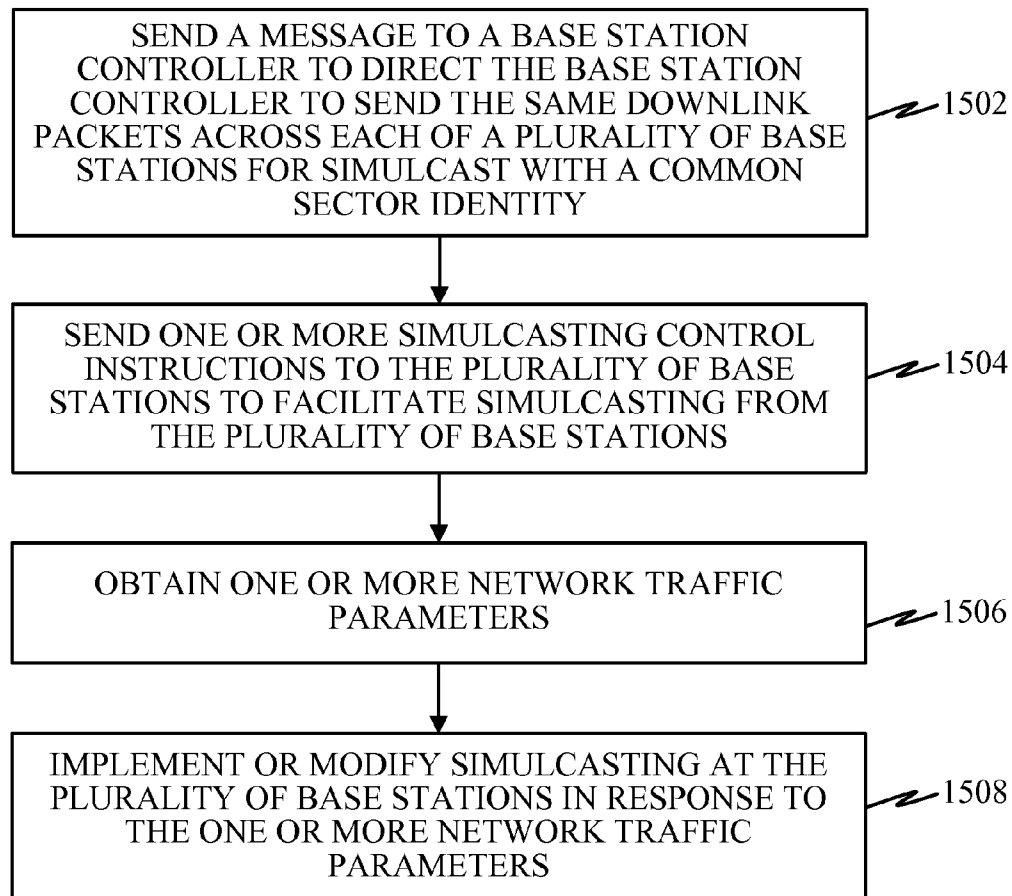 SEND A MESSAGE TO A BASE STATION
CONTROLLER TO DIRECT THE BASE STATION
CONTROLLER TO SEND THE SAME DOWNLINK
PACKETS ACROSS EACH OF A PLURALITY OF BASE
STATIONS FOR SIMULCAST WITH A COMMON
SECTOR IDENTITY
1502
SEND ONE OR MORE SIMULCASTING CONTROL
INSTRUCTIONS TO THE PLURALITY OF BASE
STATIONS TO FACILITATE SIMULCASTING FROM
THE PLURALITY OF BASE STATIONS
1504
OBTAIN ONE OR MORE NETWORK TRAFFIC
PARAMETERS
1506
IMPLEMENT OR MODIFY SIMULCASTING AT THE
PLURALITY OF BASE STATIONS IN RESPONSE TO
THE ONE OR MORE NETWORK TRAFFIC
PARAMETERS
1508